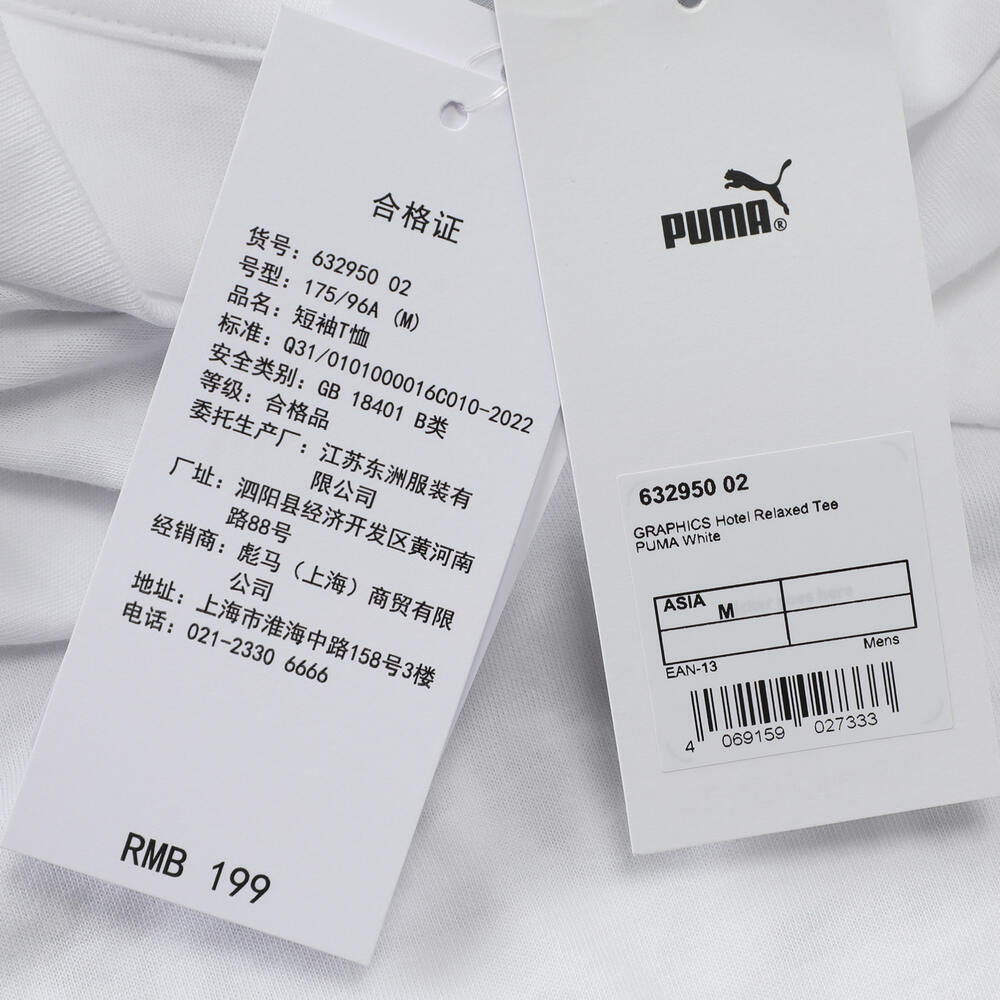 合格证
货号: 632950 02
号型: 175/96A (M)
品名: 短袖T恤
标准: Q31/0101000016C010-2022
安全类别: GB 18401 B类
等级: 合格品
委托生产厂: 江苏东洲服装有
限公司
厂址: 泗阳县经济开发区黄河南
路88号
经销商: 彪马（上海）商贸有限
公司
地址: 上海市淮海中路158号3楼
电话: 021-2330 6666
RMB 199
PUMA®
632950 02
GRAPHICS Hotel Relaxed Tee
PUMA White
ASIA M
Mens
EAN-13
4 069159 027333